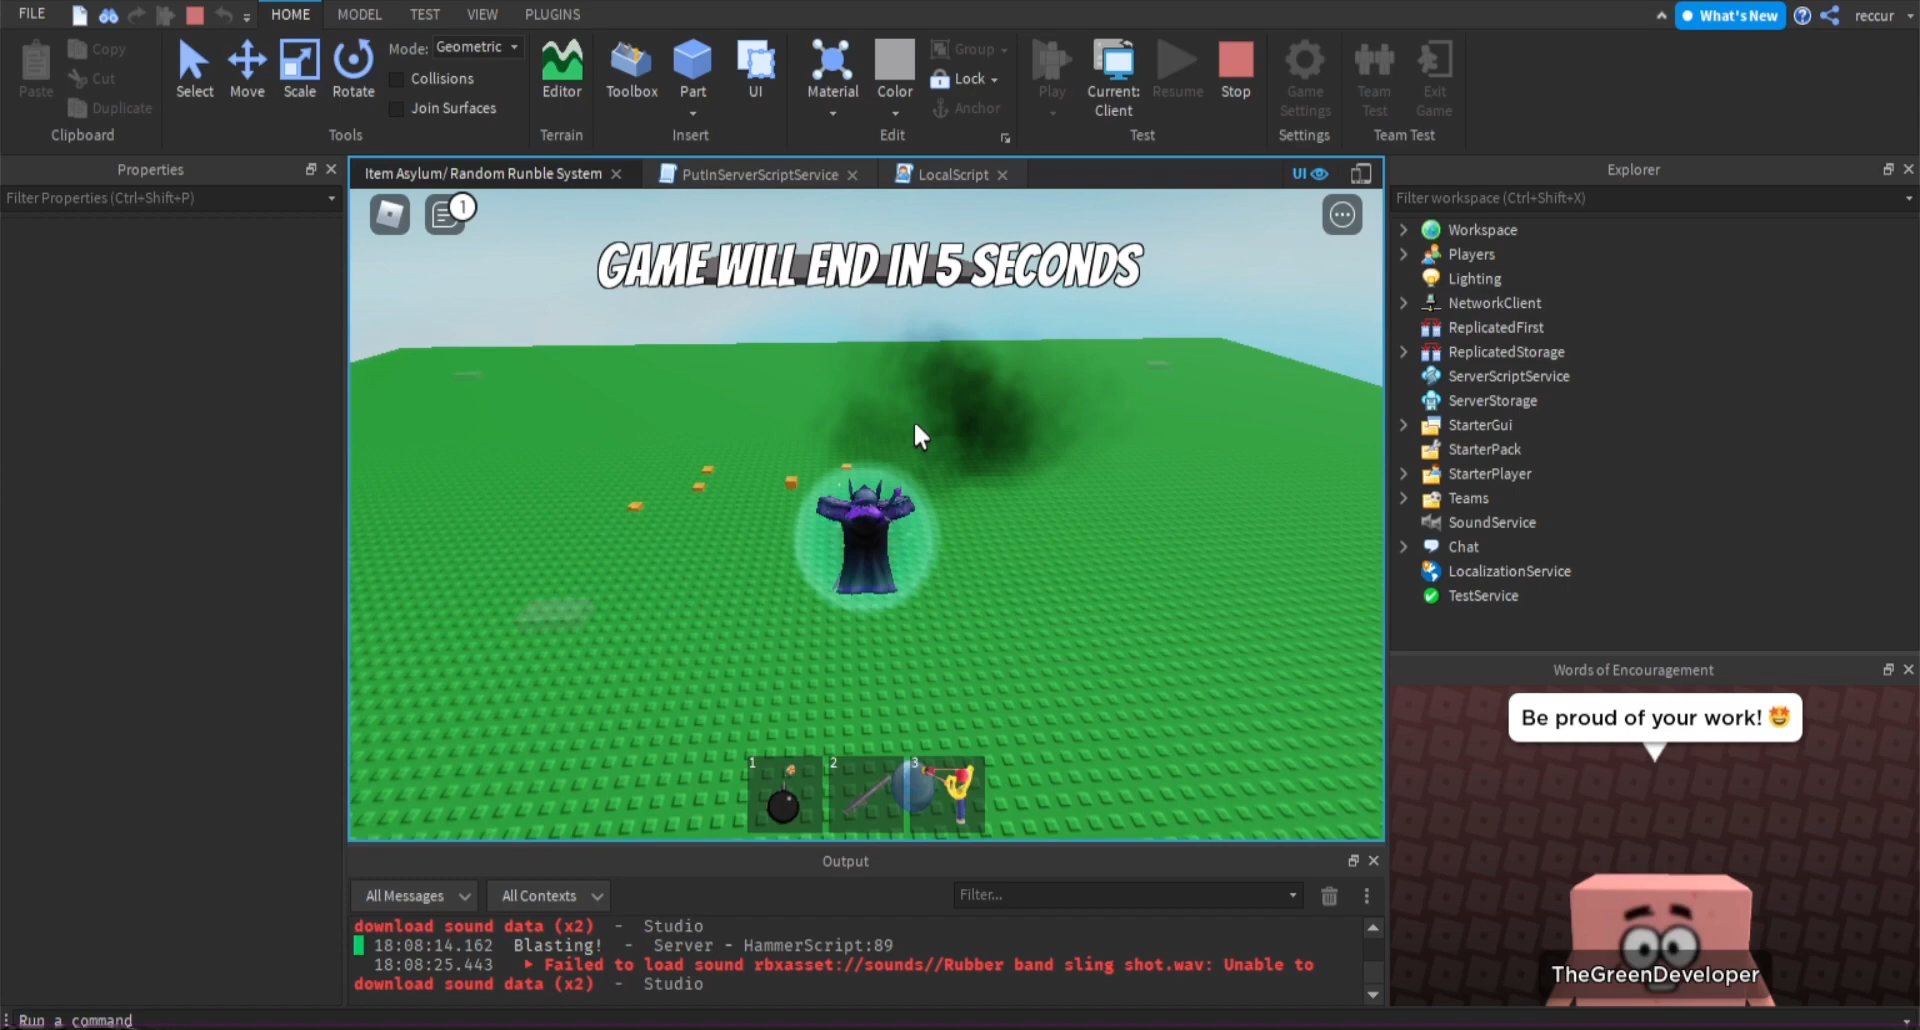 FILE
HOME
MODEL
TEST
VIEW
PLUGINS
What's New
reccur
Paste
Copy
Cut
Duplicate
Clipboard
Select
Move
Scale
Rotate
Mode: Geometric
Collisions
Join Surfaces
Tools
Editor
Terrain
Toolbox
Part
UI
Insert
Material
Color
Group
Lock
Anchor
Edit
Play
Current:
Client
Resume
Stop
Test
Game
Settings
Settings
Team
Test
Exit
Game
Team Test
Properties
Filter Properties (Ctrl+Shift+P)
Item Asylum/ Random Runble System
PutInServerScriptService
LocalScript
UI
1
GAME WILL END IN 5 SECONDS
1
2
3
Output
All Messages
All Contexts
Filter...
download sound data (x2) - Studio
18:08:14.162 Blasting! - Server - HammerScript:89
18:08:25.443 Failed to load sound rbxasset://sounds//Rubber band sling shot.wav: Unable to
download sound data (x2) - Studio
Run a command
Explorer
Filter workspace (Ctrl+Shift+X)
Workspace
Players
Lighting
NetworkClient
ReplicatedFirst
ReplicatedStorage
ServerScriptService
ServerStorage
StarterGui
StarterPack
StarterPlayer
Teams
SoundService
Chat
LocalizationService
TestService
Words of Encouragement
Be proud of your work! 🤩
TheGreenDeveloper